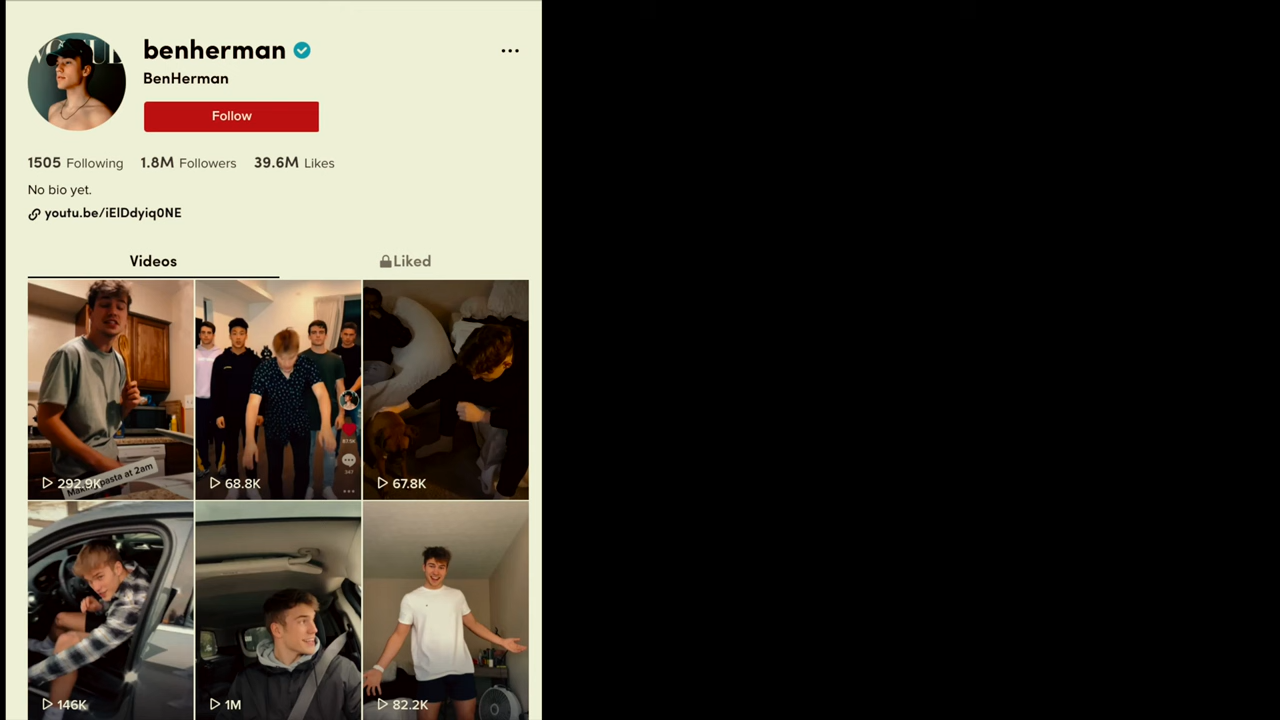 VOGUE
benherman
BenHerman
Follow
1505 Following 1.8M Followers 39.6M Likes
No bio yet.
youtu.be/iElDdyiq0NE
Videos
Liked
pasta at 2am
292.9K
68.8K
67.8K
146K
1M
82.2K